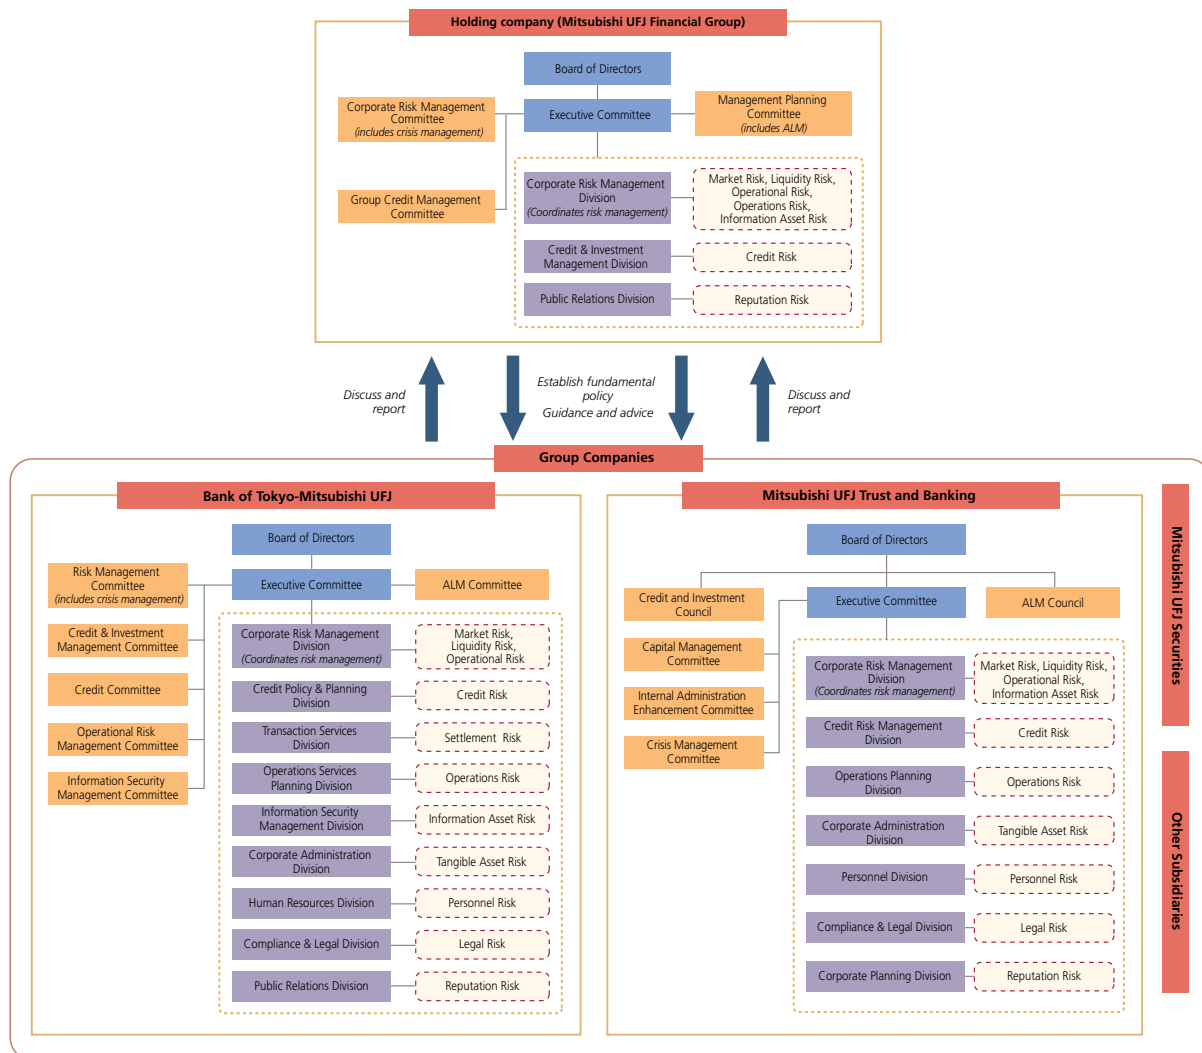 Holding company (Mitsubishi UFJ Financial Group)
Board of Directors
Corporate Risk Management
Committee
(includes crisis management)
Executive Committee
Management Planning
Committee
(includes ALM)
Group Credit Management
Committee
Corporate Risk Management
Division
(Coordinates risk management)
Market Risk, Liquidity Risk,
Operational Risk,
Operations Risk,
Information Asset Risk
Credit & Investment
Management Division
Credit Risk
Public Relations Division
Reputation Risk
Discuss and
report
Establish fundamental
policy
Guidance and advice
Discuss and
report
Group Companies
Bank of Tokyo-Mitsubishi UFJ
Board of Directors
Risk Management
Committee
(includes crisis management)
Executive Committee
ALM Committee
Credit & Investment
Management Committee
Credit Committee
Operational Risk
Management Committee
Information Security
Management Committee
Corporate Risk Management
Division
(Coordinates risk management)
Market Risk,
Liquidity Risk,
Operational Risk
Credit Policy & Planning
Division
Credit Risk
Transaction Services
Division
Settlement Risk
Operations Services
Planning Division
Operations Risk
Information Security
Management Division
Information Asset Risk
Corporate Administration
Division
Tangible Asset Risk
Human Resources Division
Personnel Risk
Compliance & Legal Division
Legal Risk
Public Relations Division
Reputation Risk
Mitsubishi UFJ Trust and Banking
Board of Directors
Credit and Investment
Council
Executive Committee
ALM Council
Capital Management
Committee
Internal Administration
Enhancement Committee
Crisis Management
Committee
Corporate Risk Management
Division
(Coordinates risk management)
Market Risk, Liquidity Risk,
Operational Risk,
Information Asset Risk
Credit Risk Management
Division
Credit Risk
Operations Planning
Division
Operations Risk
Corporate Administration
Division
Tangible Asset Risk
Personnel Division
Personnel Risk
Compliance & Legal Division
Legal Risk
Corporate Planning Division
Reputation Risk
Mitsubishi UFJ Securities
Other Subsidiaries